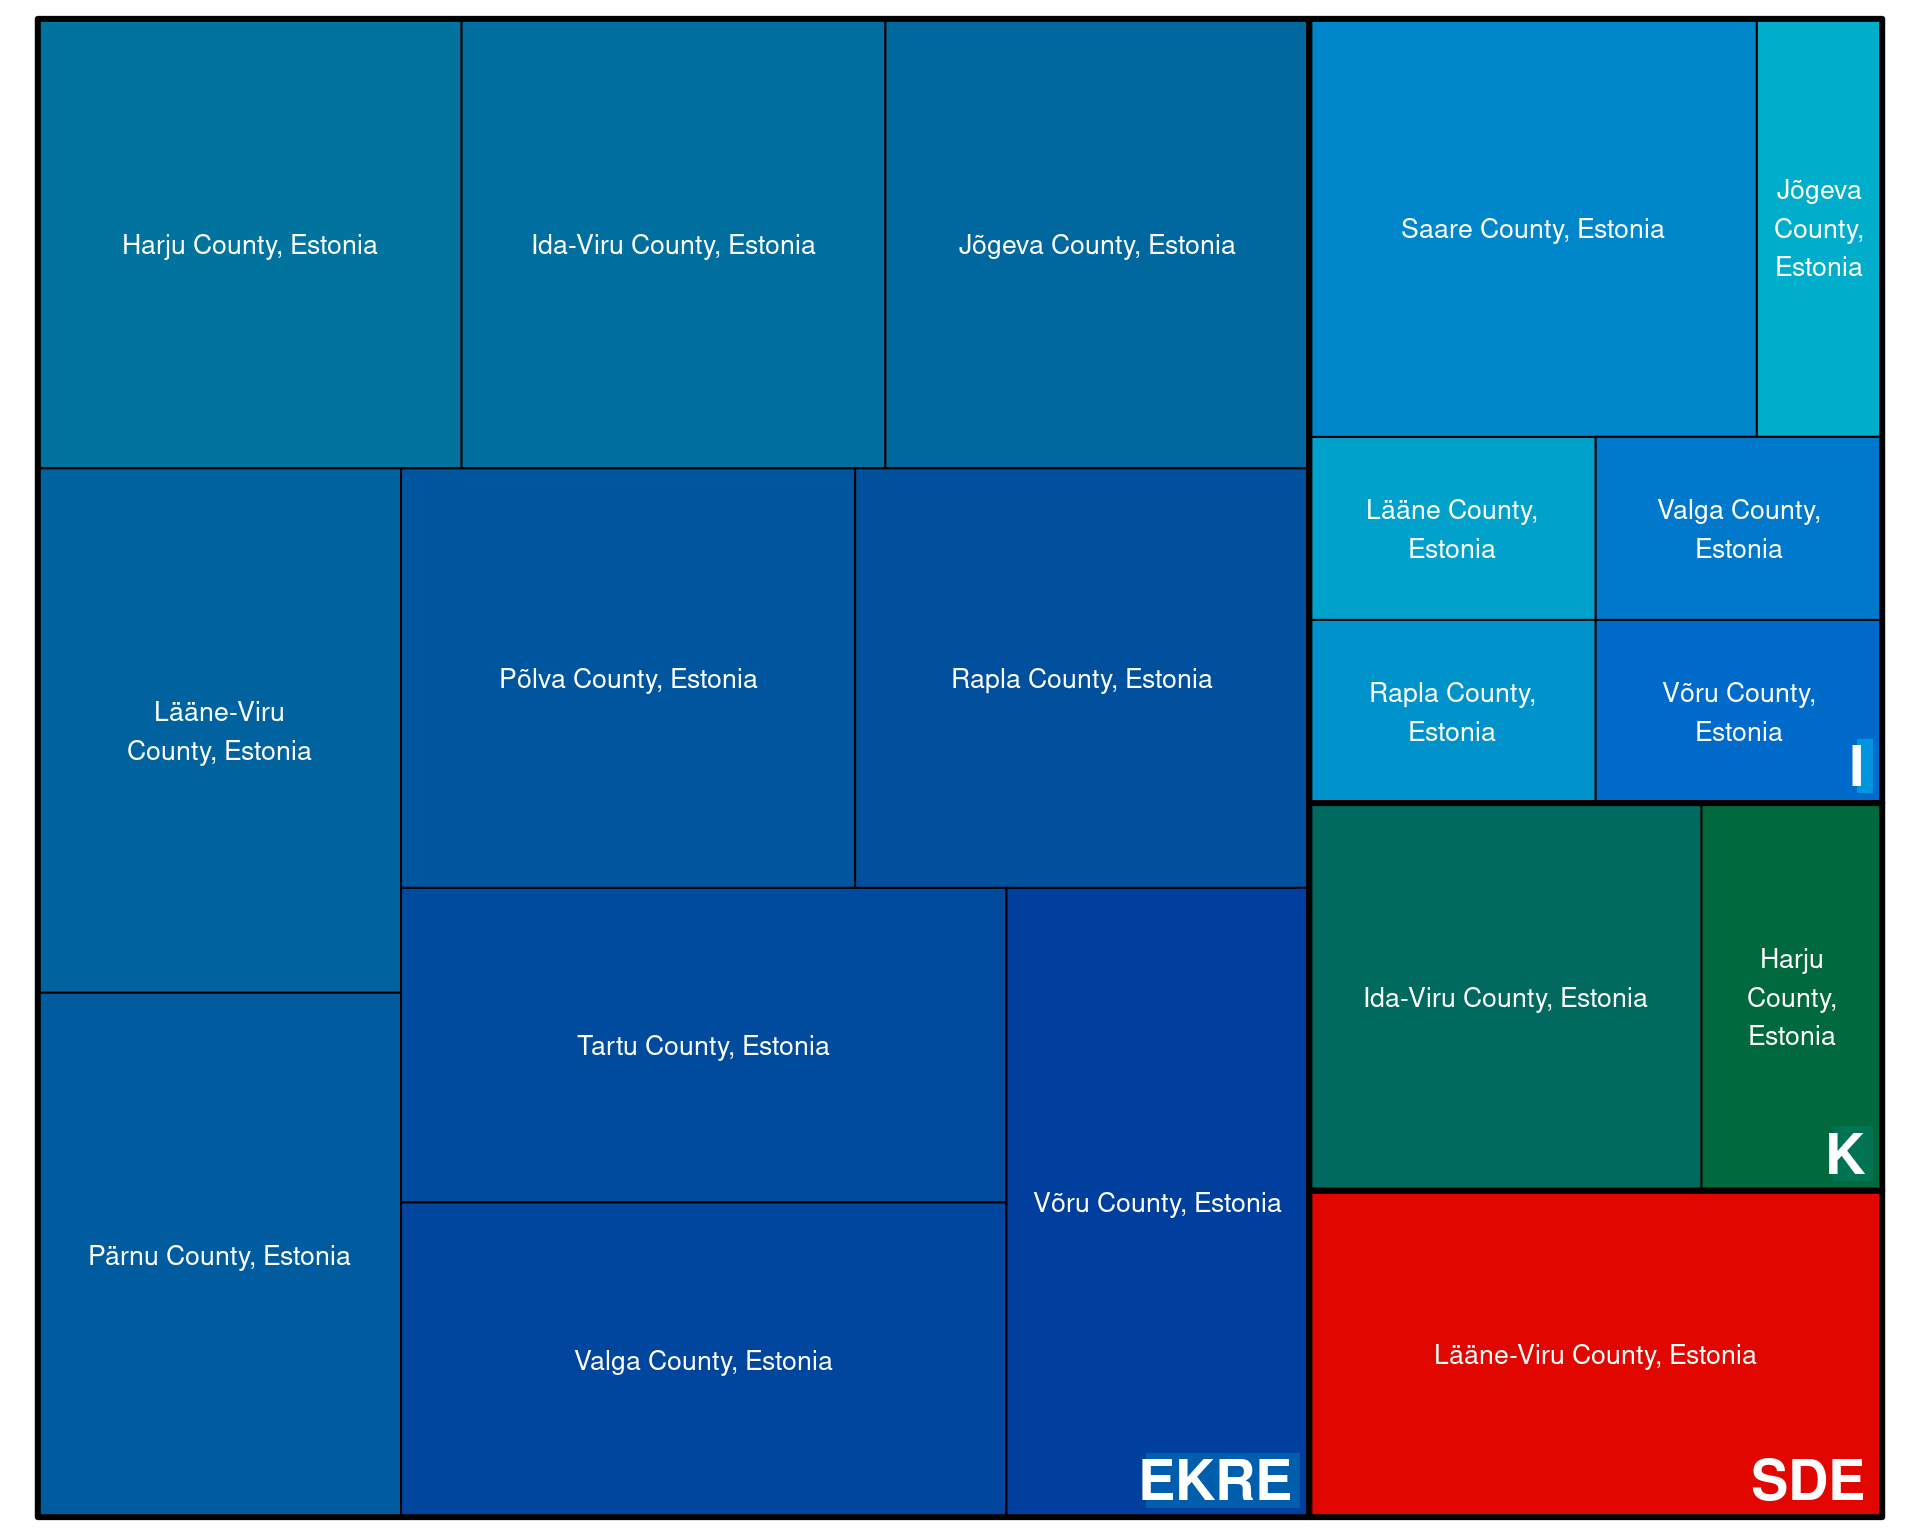 Harju County, Estonia
Ida-Viru County, Estonia
Jõgeva County, Estonia
Lääne-Viru
County, Estonia
Põlva County, Estonia
Rapla County, Estonia
Pärnu County, Estonia
Tartu County, Estonia
Valga County, Estonia
Võru County, Estonia
EKRE
Saare County, Estonia
Jõgeva
County,
Estonia
Lääne County,
Estonia
Valga County,
Estonia
Rapla County,
Estonia
Võru County,
Estonia
I
Ida-Viru County, Estonia
Harju
County,
Estonia
K
Lääne-Viru County, Estonia
SDE